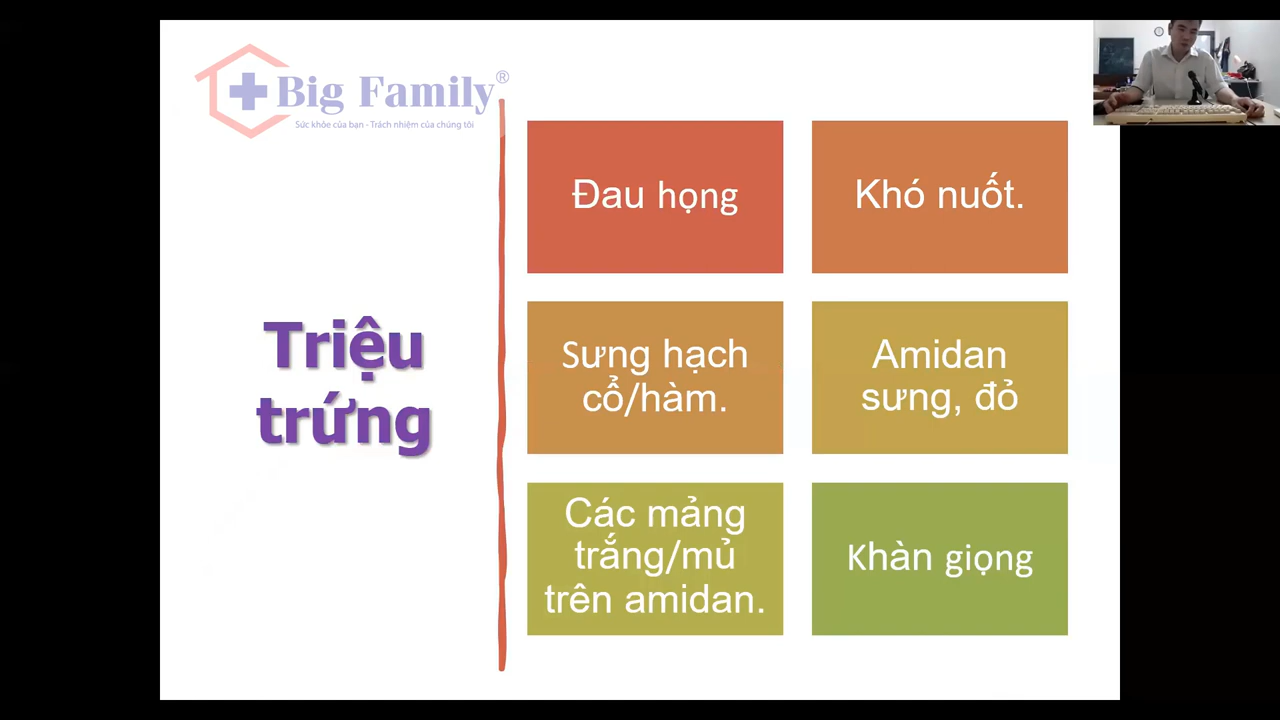 Big Family®
Sức khỏe của bạn - Trách nhiệm của chúng tôi
Triệu
trứng
Đau họng
Khó nuốt.
Sưng hạch
cổ/hàm.
Amidan
sưng, đỏ
Các mảng
trắng/mủ
trên amidan.
Khàn giọng